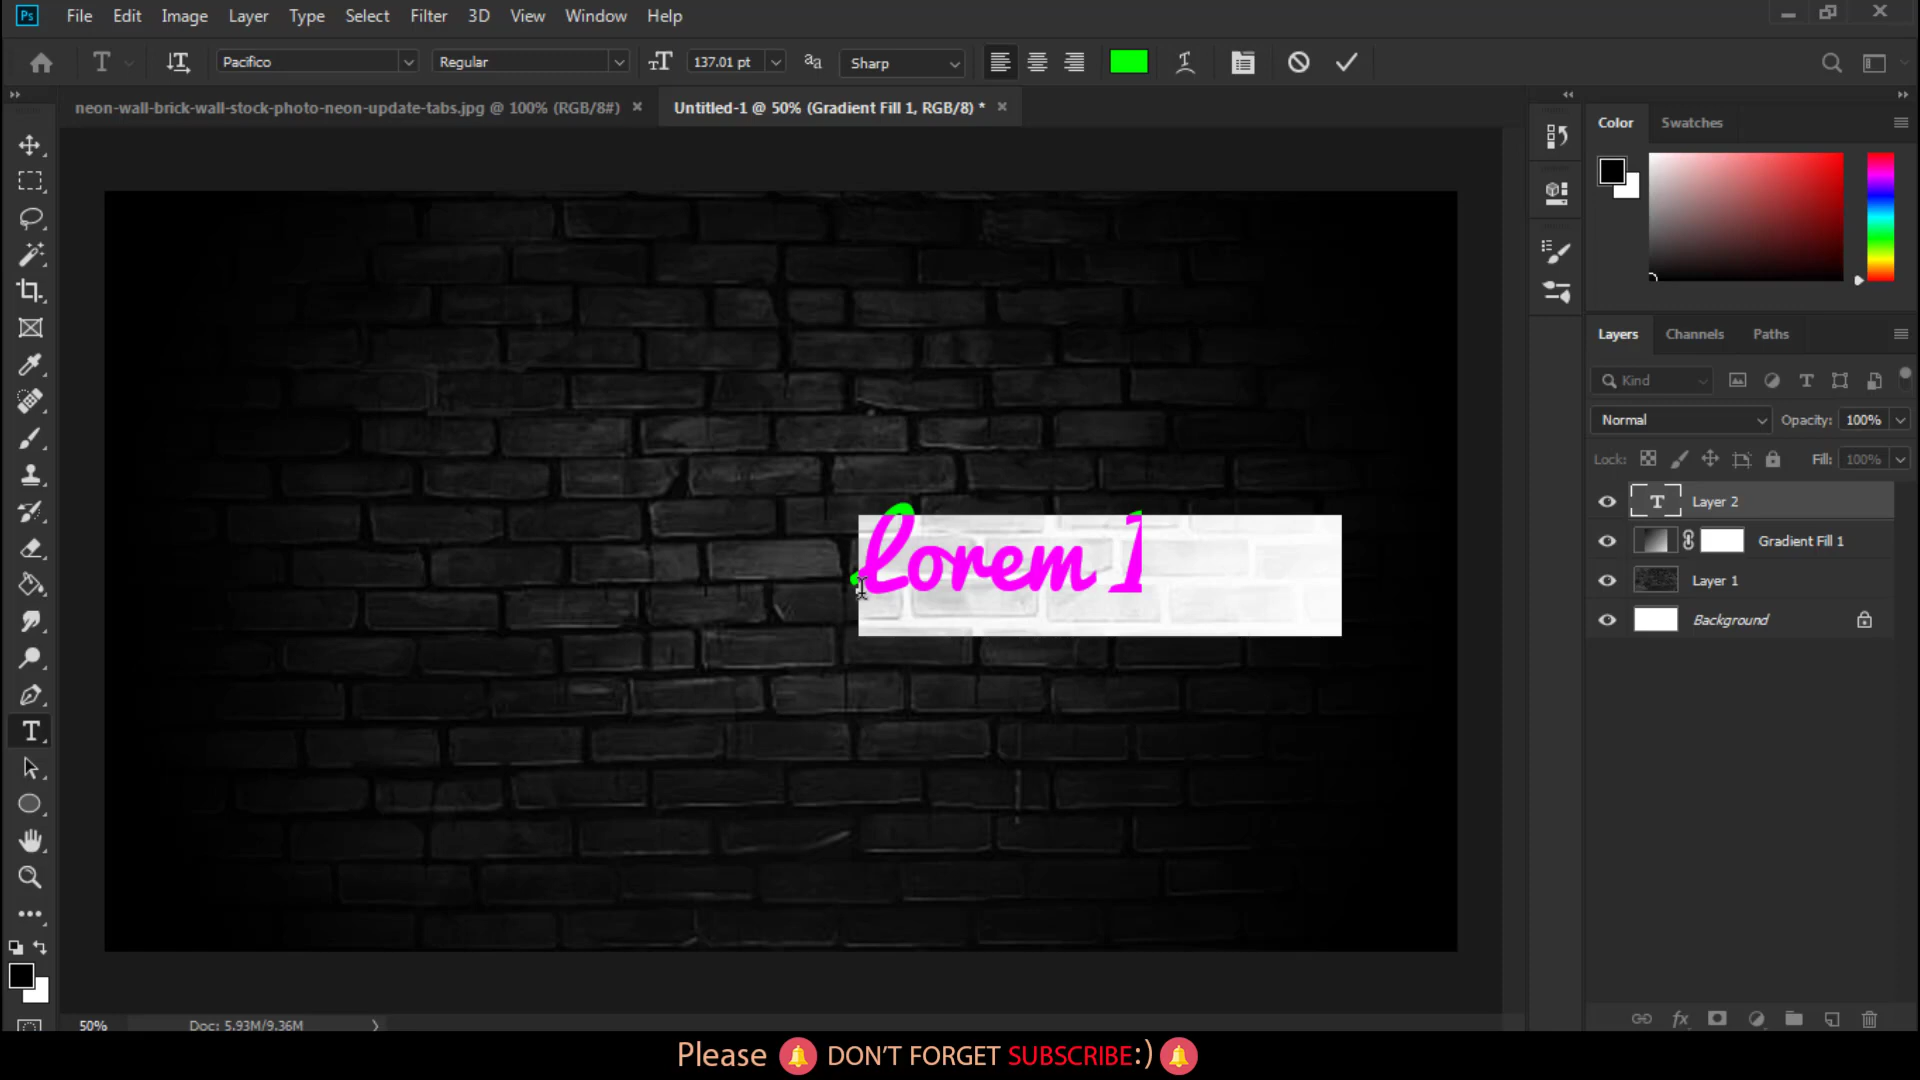 Ps File Edit Image Layer Type Select Filter 3D View Window Help
T Pacifico Regular 137.01 pt Sharp
neon-wall-brick-wall-stock-photo-neon-update-tabs.jpg @ 100% (RGB/8#) × Untitled-1 @ 50% (Gradient Fill 1, RGB/8) * ×
Color Swatches
Layers Channels Paths
Kind
Normal Opacity: 100%
Lock: Fill: 100%
T Layer 2
Gradient Fill 1
Layer 1
Background
Lorem 1
50% Doc: 5.93M/9.36M
Please DON'T FORGET SUBSCRIBE:)